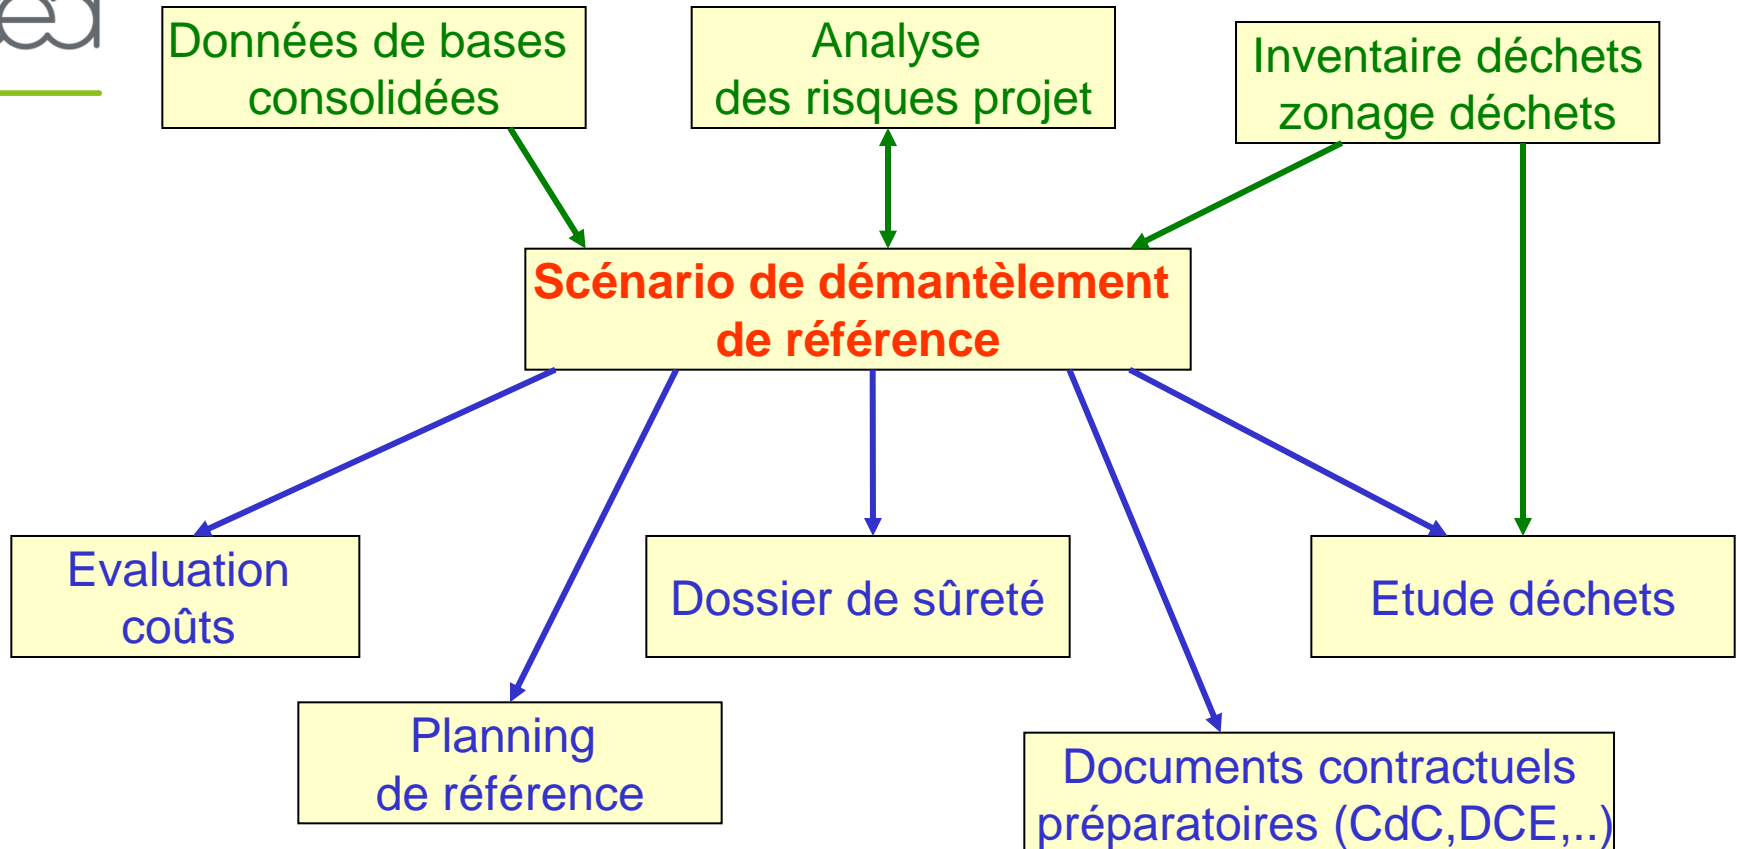 Données de bases
consolidées
Analyse
des risques projet
Inventaire déchets
zonage déchets
Scénario de démantèlement
de référence
Evaluation
coûts
Dossier de sûreté
Etude déchets
Planning
de référence
Documents contractuels
préparatoires (CdC,DCE,..)